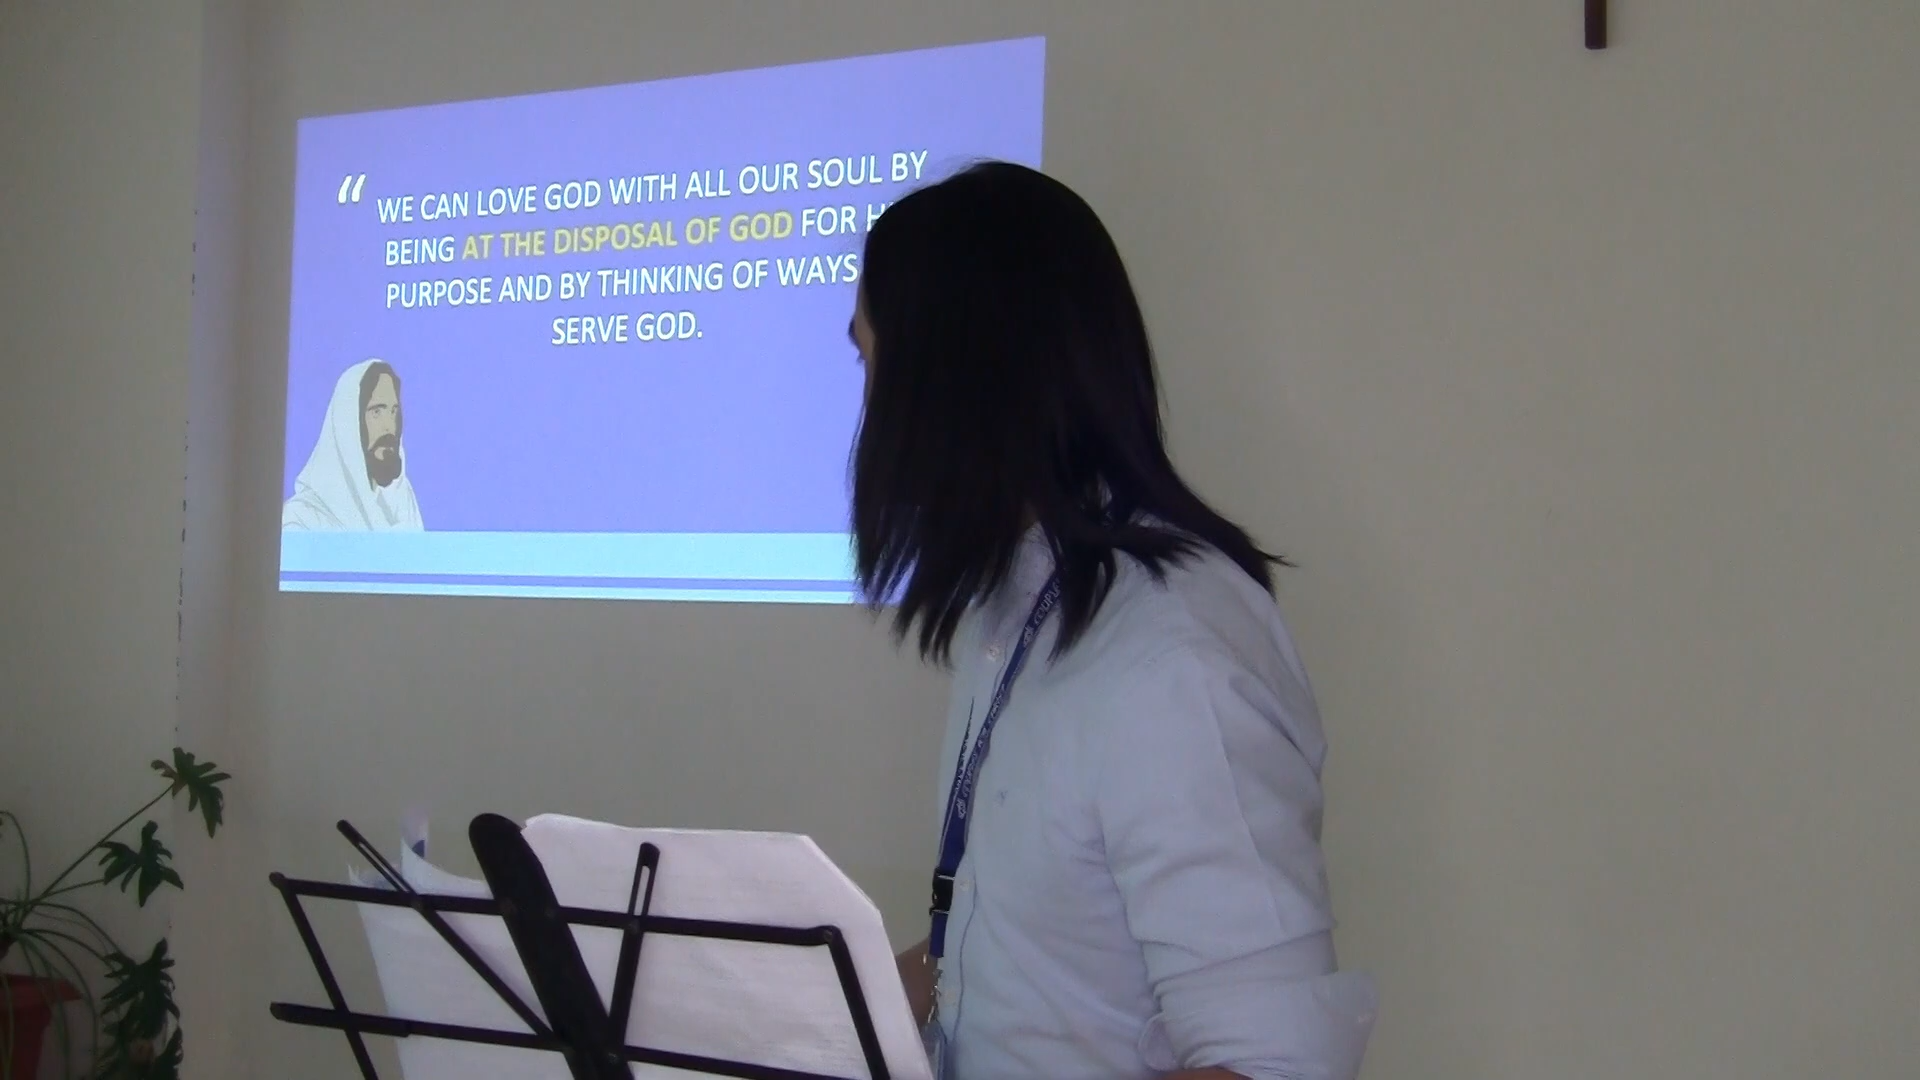 “ WE CAN LOVE GOD WITH ALL OUR SOUL BY
BEING AT THE DISPOSAL OF GOD FOR
PURPOSE AND BY THINKING OF WAYS
SERVE GOD.